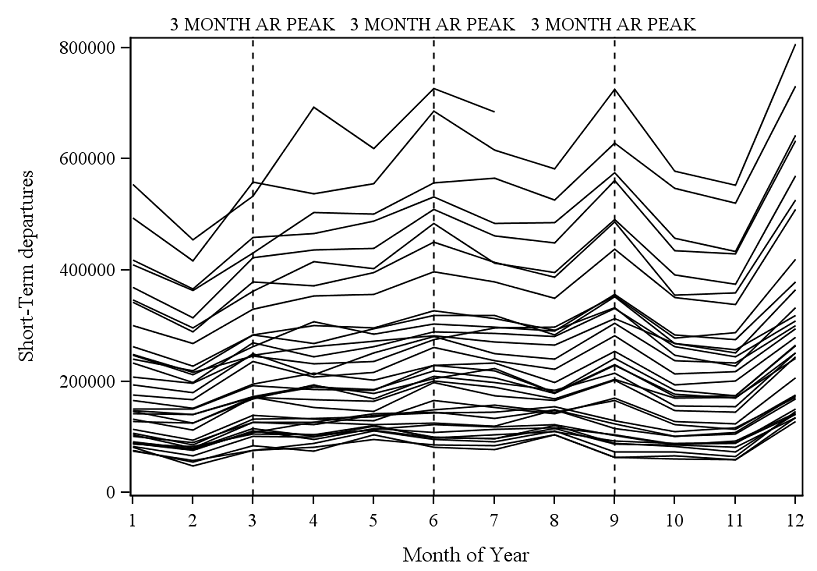 3 MONTH AR PEAK 3 MONTH AR PEAK 3 MONTH AR PEAK
800000
600000
400000
200000
0
Short-Term departures
1 2 3 4 5 6 7 8 9 10 11 12
Month of Year